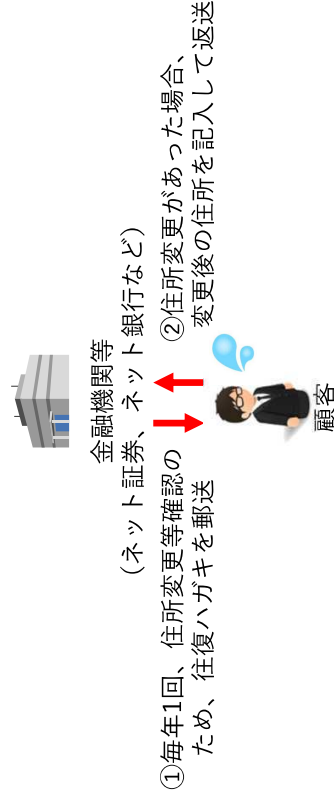 金融機関等
（ネット証券、ネット銀行など）
①毎年1回、住所変更等確認の
ため、往復ハガキを郵送
②住所変更があった場合、
変更後の住所を記入して返送
顧客